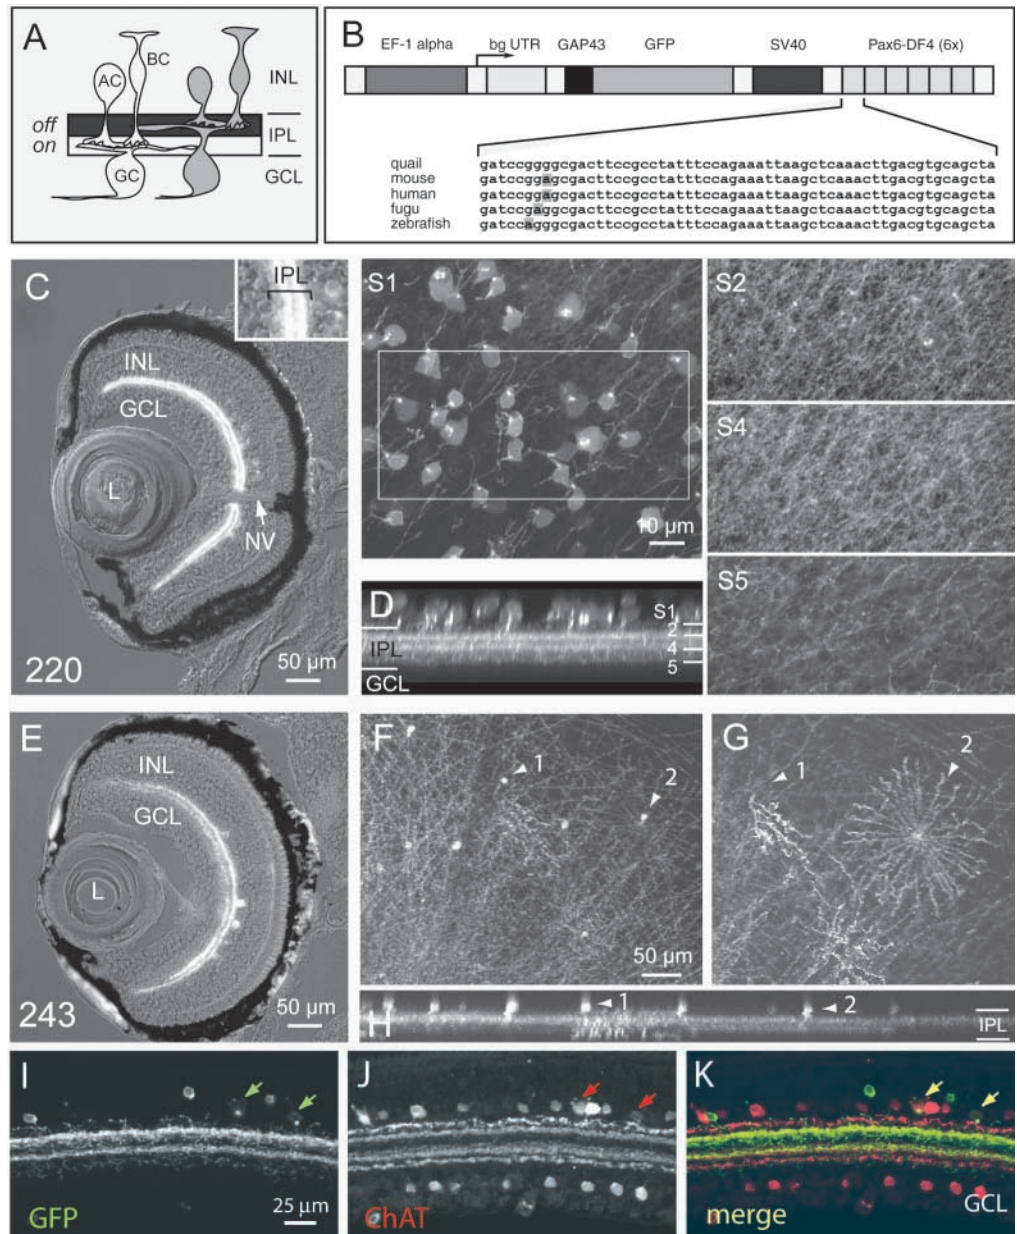 A
BC
AC
INL
off
on
IPL
GC
GCL
B
EF-1 alpha bg UTR GAP43 GFP SV40 Pax6-DF4 (6x)
quail gatccggggcgacttccgcctatttccagaaattaagctcaaacttgacgtgcagcta
mouse gatccggagcgacttccgcctatttccagaaattaagctcaaacttgacgtgcagcta
human gatccggagcgacttccgcctatttccagaaattaagctcaaacttgacgtgcagcta
fugu gatccgaggcgacttccgcctatttccagaaattaagctcaaacttgacgtgcagcta
zebrafish gatccagggcgacttccgcctatttccagaaattaagctcaaacttgacgtgcagcta
C
IPL
INL
GCL
L
NV
220
50 µm
S1
10 µm
S2
S4
S5
D
S1
2
IPL
4
5
GCL
E
INL
GCL
L
243
50 µm
F
1
2
50 µm
G
1
2
H
1
2
IPL
I
GFP
25 µm
J
ChAT
K
merge
GCL